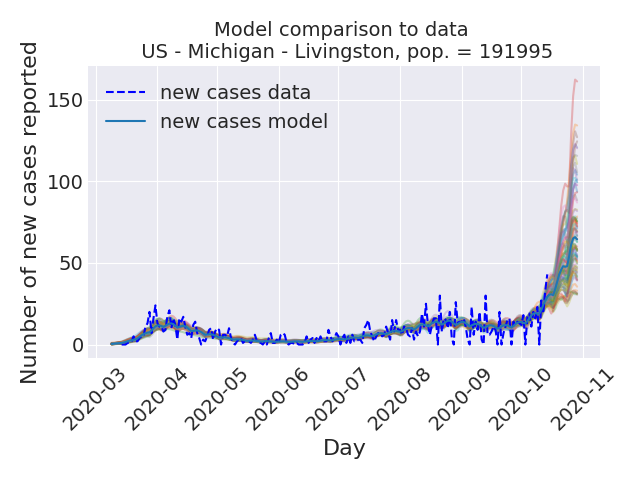 Model comparison to data
US - Michigan - Livingston, pop. = 191995
Number of new cases reported
150
100
50
0
new cases data
new cases model
2020-03
2020-04
2020-05
2020-06
2020-07
2020-08
2020-09
2020-10
2020-11
Day